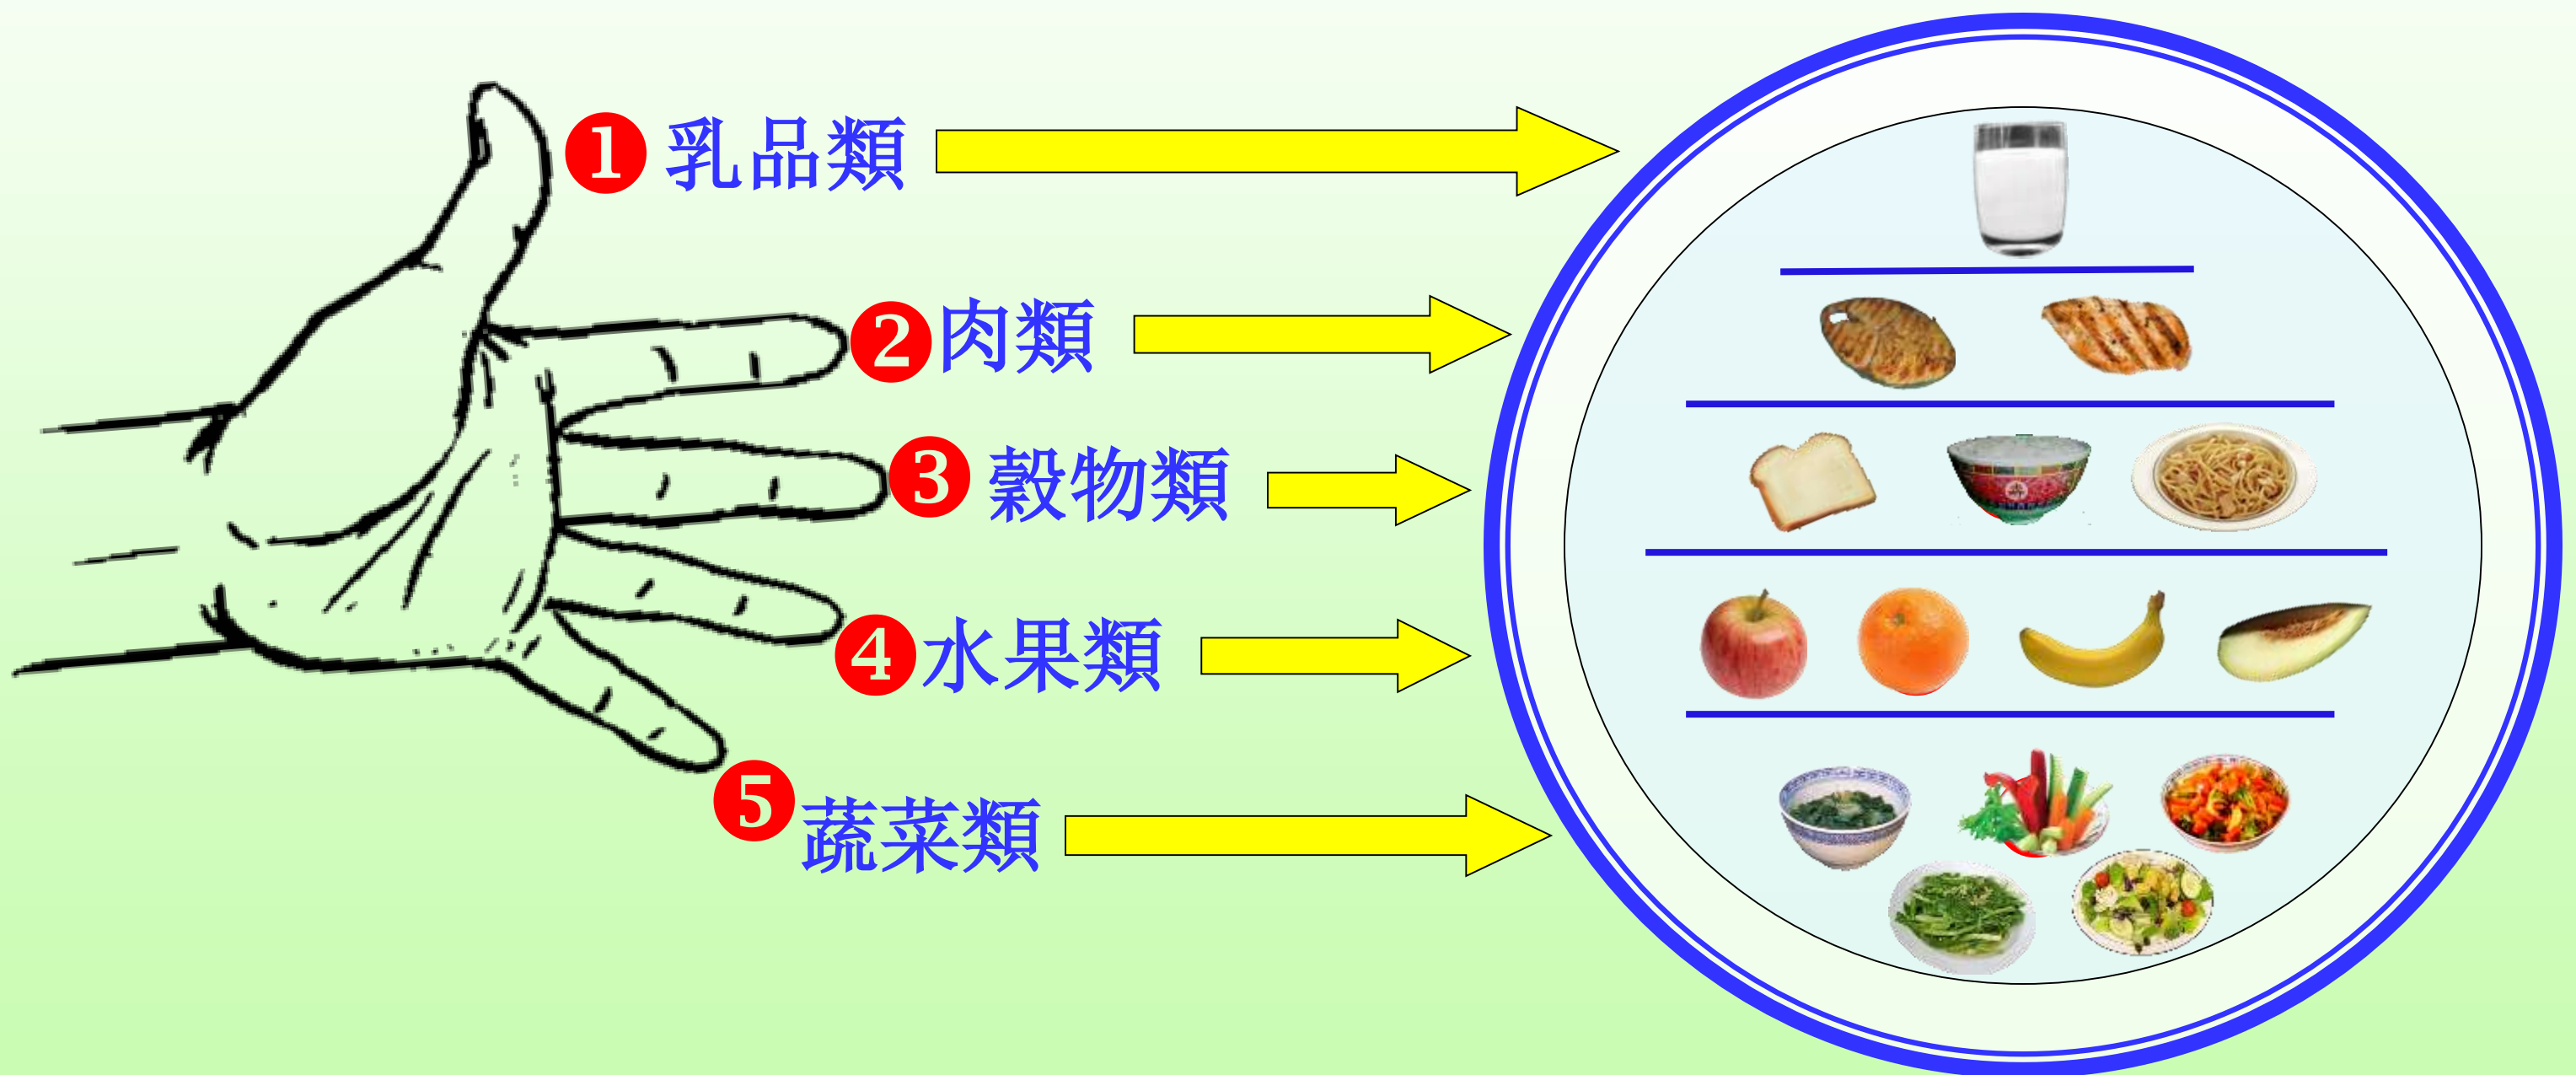 ❶ 乳品類
❷ 肉類
❸ 穀物類
❹ 水果類
❺ 蔬菜類